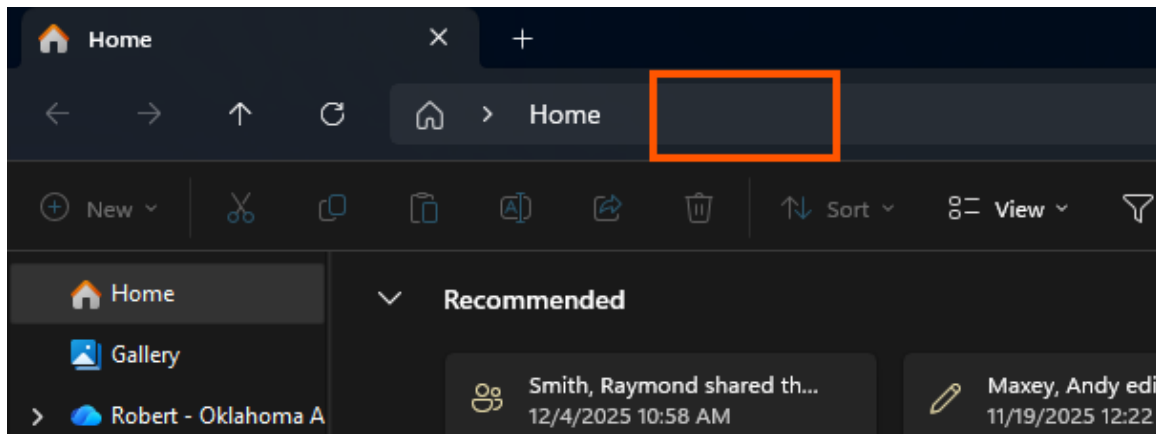 Home
Home
New
Sort
View
Home
Recommended
Gallery
Smith, Raymond shared th...
Maxey, Andy edi
Robert - Oklahoma A
12/4/2025 10:58 AM
11/19/2025 12:22